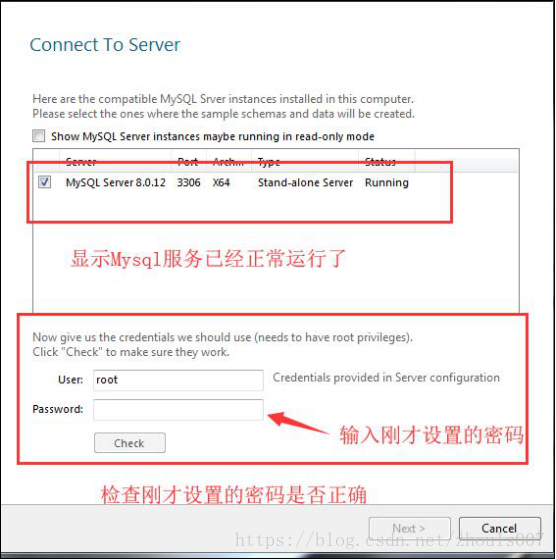 Connect To Server
Here are the compatible MySQL Srver instances installed in this computer.
Please select the ones where the sample schemas and data will be created.
Show MySQL Server instances maybe running in read-only mode
Server Port Arch... Type Status
MySQL Server 8.0.12 3306 X64 Stand-alone Server Running
显示Mysql服务已经正常运行了
Now give us the credentials we should use (needs to have root privileges).
Click "Check" to make sure they work.
User: root Credentials provided in Server configuration
Password:
输入刚才设置的密码
Check
检查刚才设置的密码是否正确
Next > Cancel
https://blog.csdn.net/zhouls007